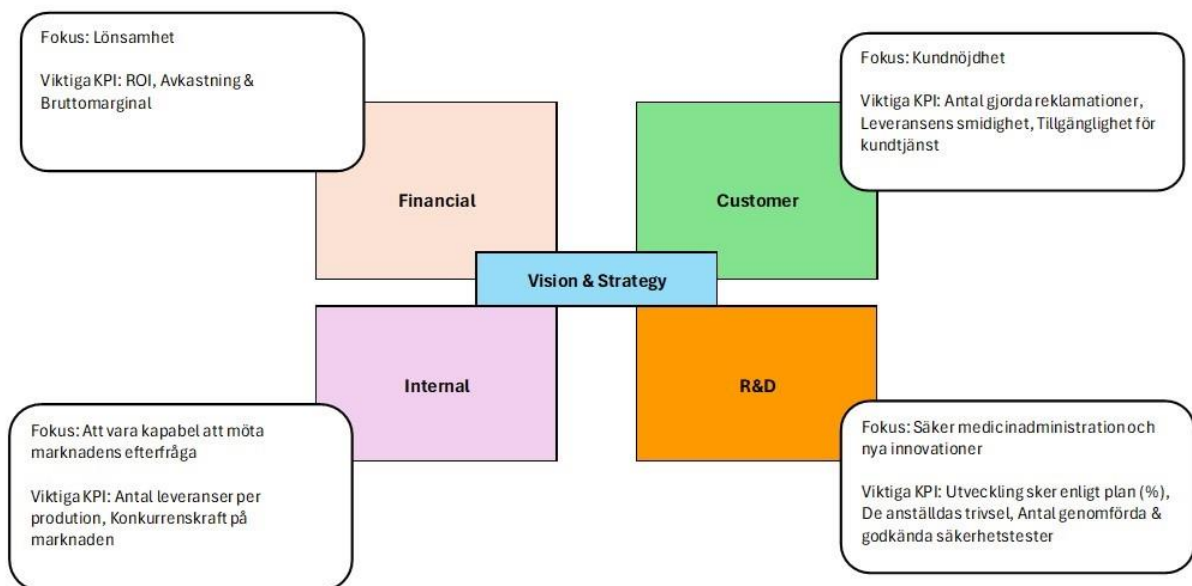 Fokus: Lönsamhet
Viktiga KPI: ROI, Avkastning &
Bruttomarginal
Fokus: Kundnöjdhet
Viktiga KPI: Antal gjorda reklamationer,
Leveransens smidighet, Tillgänglighet för
kundtjänst
Financial
Customer
Vision & Strategy
Internal
R&D
Fokus: Att vara kapabel att möta
marknadens efterfråga
Viktiga KPI: Antal leveranser per
prodution, Konkurrenskraft på
marknaden
Fokus: Säker medicinadministration och
nya innovationer
Viktiga KPI: Utveckling sker enligt plan (%),
De anställdas trivsel, Antal genomförda &
godkända säkerhetstester